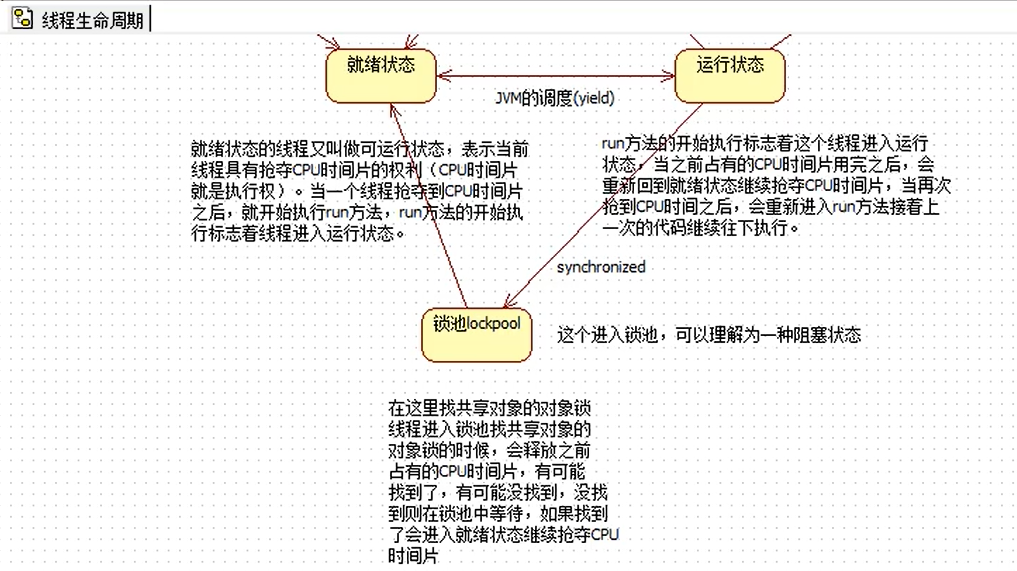 线程生命周期
就绪状态
运行状态
JVM的调度(yield)
就绪状态的线程又叫做可运行状态，表示当前
线程具有抢夺CPU时间片的权利（CPU时间片
就是执行权）。当一个线程抢夺到CPU时间片
之后，就开始执行run方法，run方法的开始执
行标志着线程进入运行状态。
run方法的开始执行标志着这个线程进入运行
状态，当之前占有的CPU时间片用完之后，会
重新回到就绪状态继续抢夺CPU时间片，当再次
抢到CPU时间之后，会重新进入run方法接着上
一次的代码继续往下执行。
synchronized
锁池lockpool
这个进入锁池，可以理解为一种阻塞状态
在这里找共享对象的对象锁
线程进入锁池找共享对象的
对象锁的时候，会释放之前
占有的CPU时间片，有可能
找到了，有可能没找到，没找
到则在锁池中等待，如果找到
了会进入就绪状态继续抢夺CPU
时间片